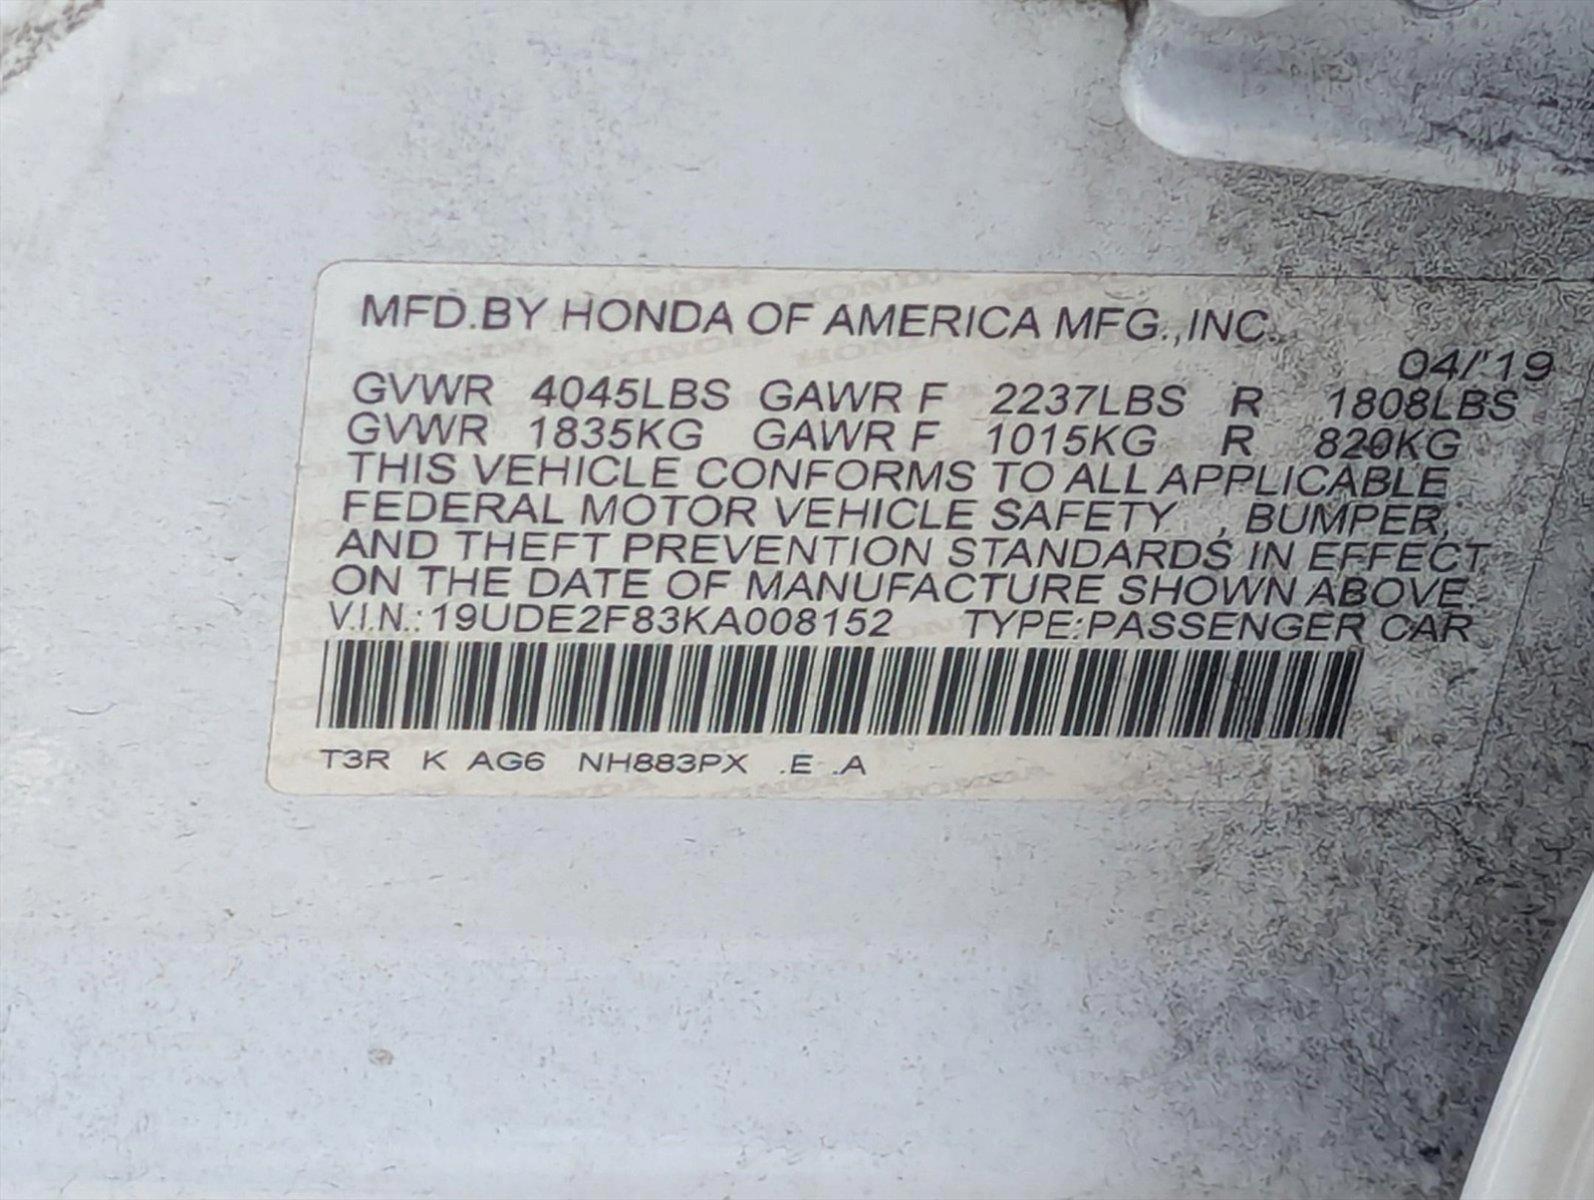 MFD.BY HONDA OF AMERICA MFG.,INC.
04/'19
GVWR 4045LBS GAWR F 2237LBS R 1808LBS
GVWR 1835KG GAWR F 1015KG R 820KG
THIS VEHICLE CONFORMS TO ALL APPLICABLE
FEDERAL MOTOR VEHICLE SAFETY , BUMPER,
AND THEFT PREVENTION STANDARDS IN EFFECT
ON THE DATE OF MANUFACTURE SHOWN ABOVE.
V.I.N.:19UDE2F83KA008152 TYPE:PASSENGER CAR
T3R K AG6 NH883PX .E .A